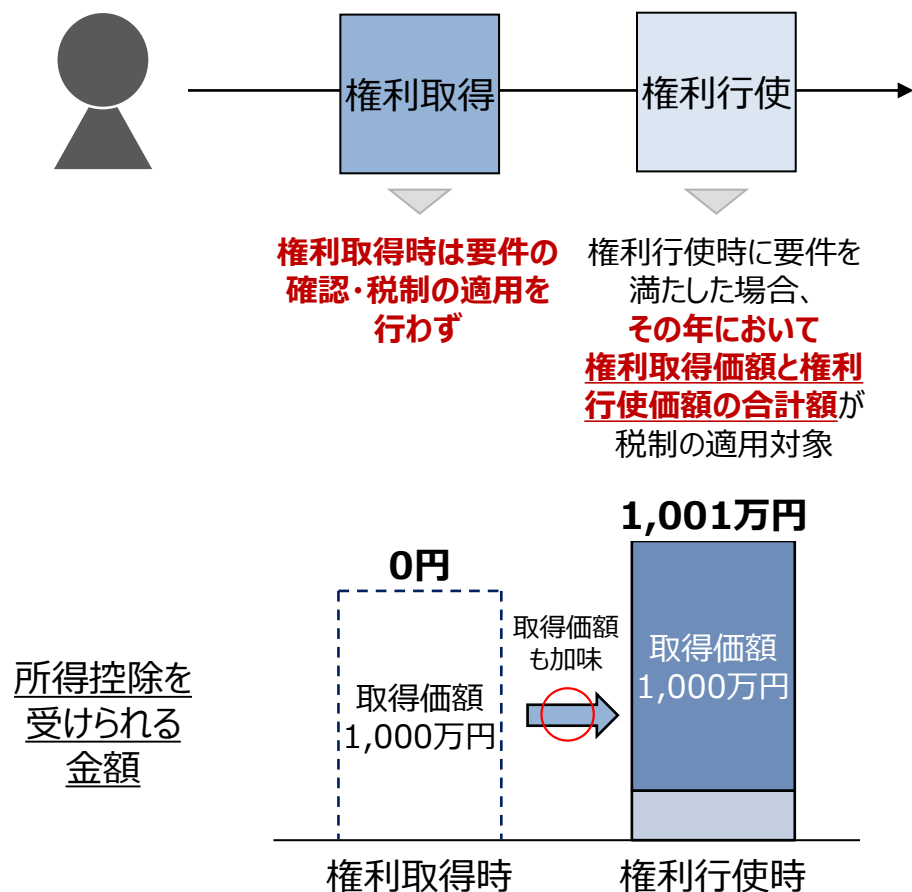 権利取得
権利行使
権利取得時は要件の
確認・税制の適用を
行わず
権利行使時に要件を
満たした場合、
その年において
権利取得価額と権利
行使価額の合計額が
税制の適用対象
1,001万円
0円
取得価額
も加味
取得価額
1,000万円
取得価額
1,000万円
所得控除を
受けられる
金額
権利取得時
権利行使時